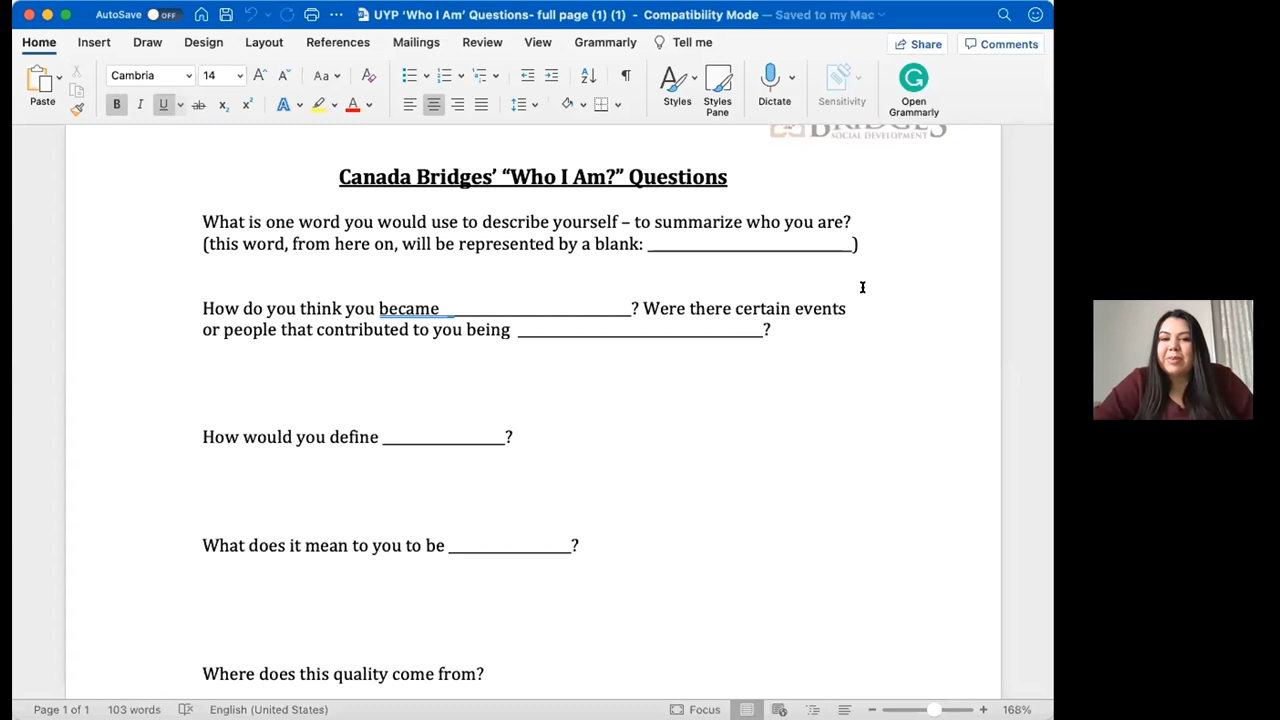 AutoSave OFF
UYP ‘Who I Am’ Questions- full page (1) (1) - Compatibility Mode — Saved to my Mac
Home Insert Draw Design Layout References Mailings Review View Grammarly Tell me Share Comments
Paste Cambria 14 Styles Styles Pane Dictate Sensitivity Open Grammarly
BRIDGES
SOCIAL DEVELOPMENT
Canada Bridges’ “Who I Am?” Questions
What is one word you would use to describe yourself – to summarize who you are?
(this word, from here on, will be represented by a blank: ______________________)
How do you think you became ____________________? Were there certain events
or people that contributed to you being ___________________________?
How would you define ______________?
What does it mean to you to be ______________?
Where does this quality come from?
Page 1 of 1 103 words English (United States) Focus 168%